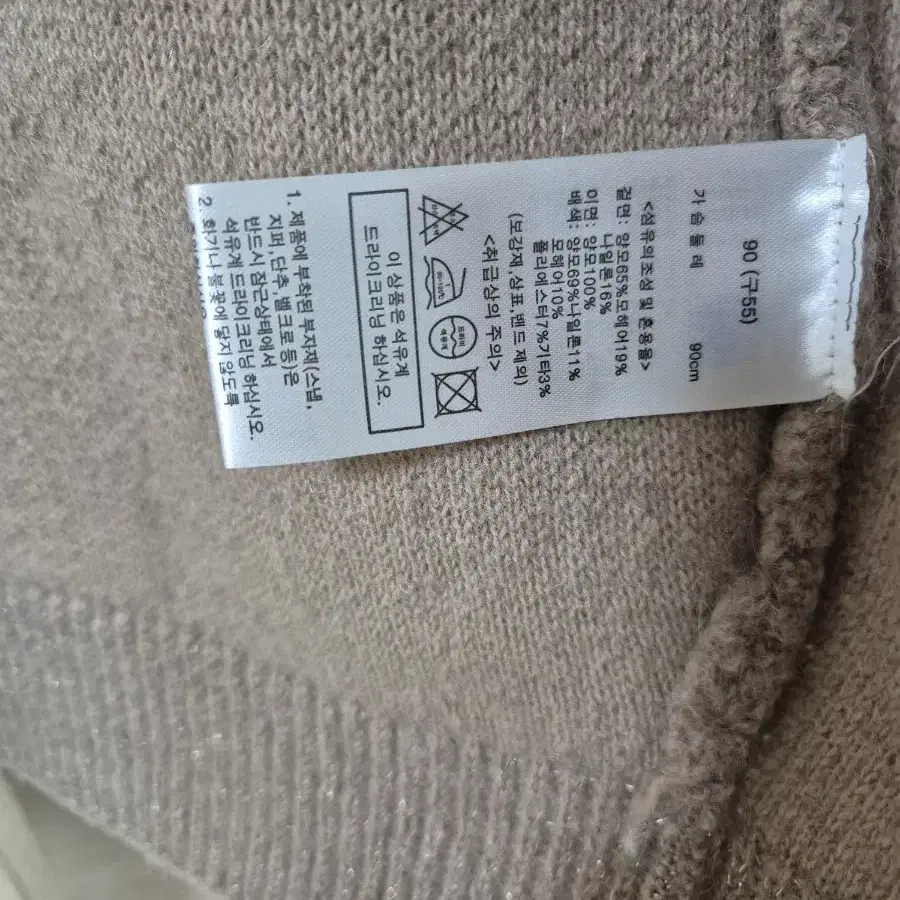 90 (구55)
가 슴 둘 레 90cm
<섬유의조성 및 혼용율>
겉면: 양모65%모헤어19%
나일론16%
이면: 양모100%
배색: 양모69%나일론11%
모헤어10%
폴리에스터7%기타3%
(보강재,상표,밴드 제외)
<취급상의 주의>
이 상품은 석유계
드라이크리닝 하십시오.
1. 제품에 부착된 부자재(스냅,
지퍼,단추,벨크로 등)은
반드시 잠근상태에서
석유계 드라이크리닝 하십시오.
2. 화기나 불꽃에 닿지 않도록